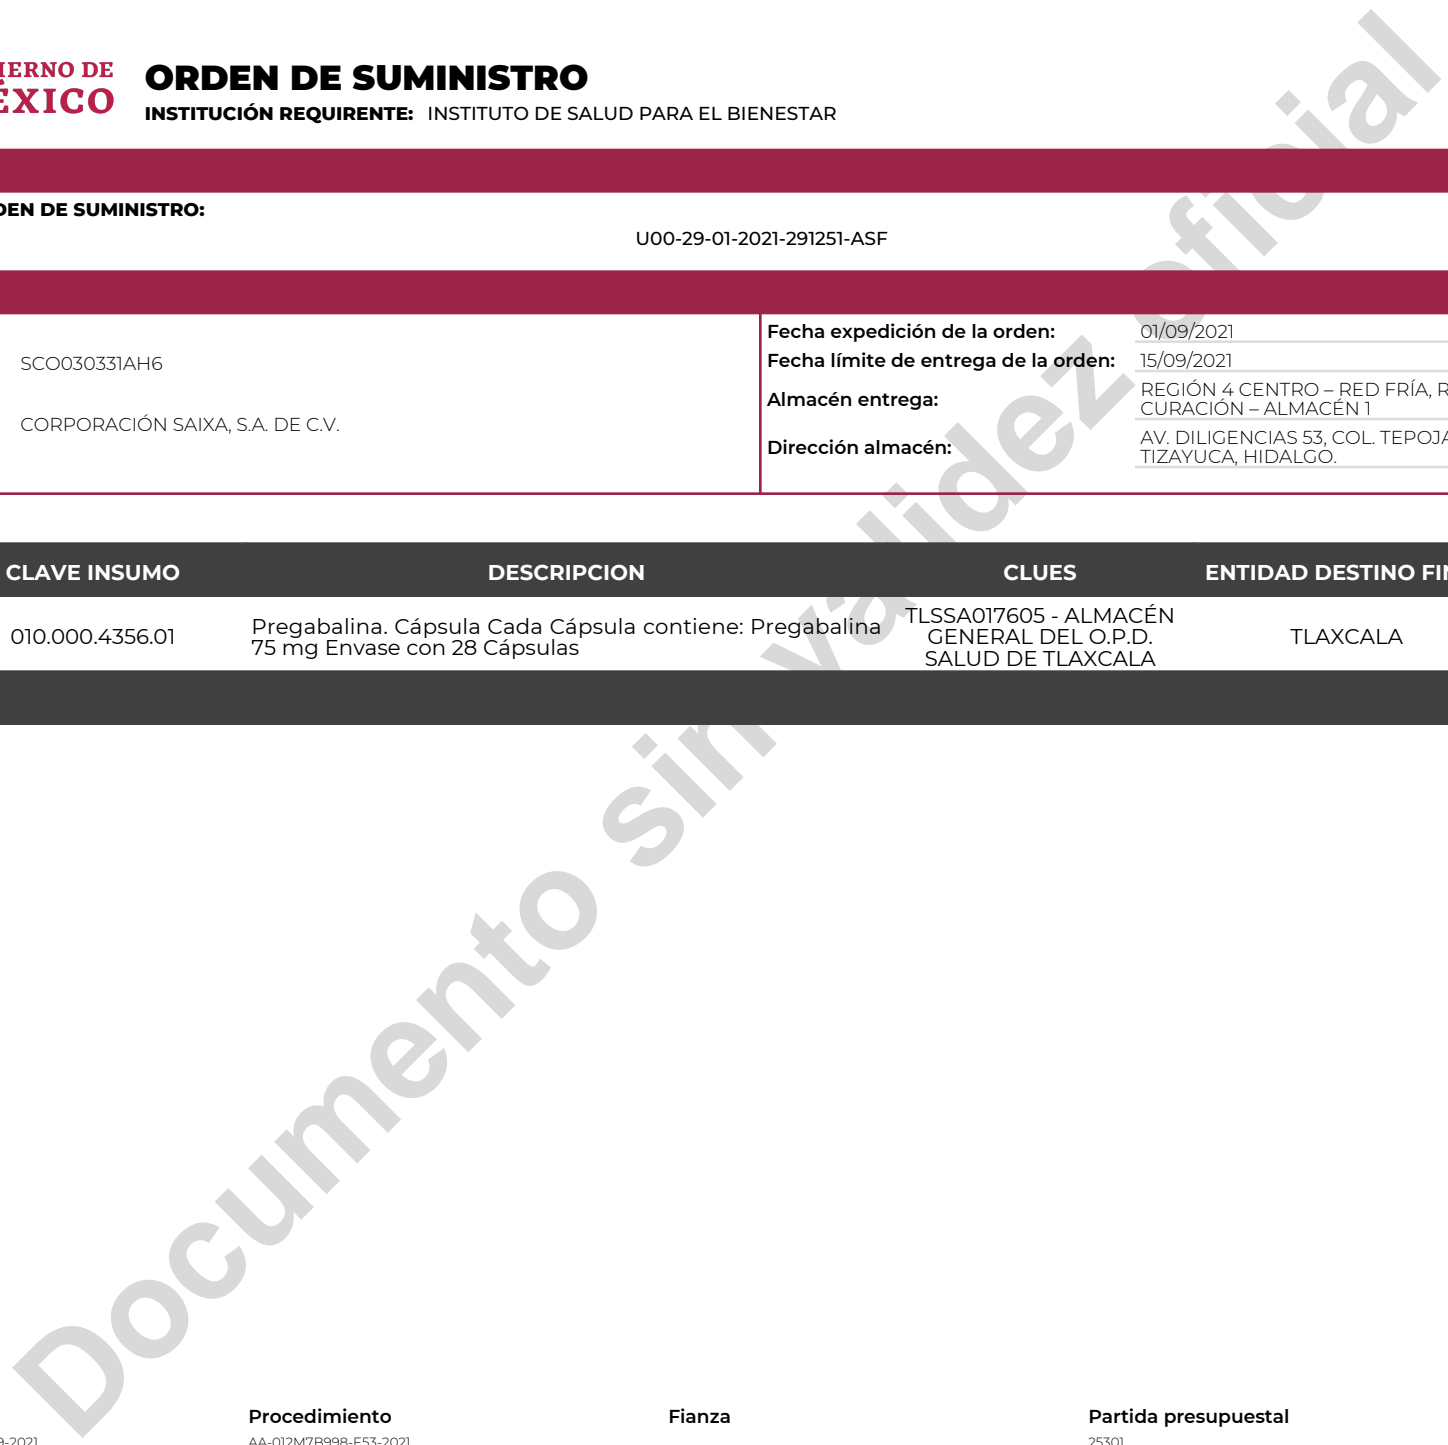 ORDEN DE SUMINISTRO
INSTITUCIÓN REQUIRENTE: INSTITUTO DE SALUD PARA EL BIENESTAR
DE
DE SUMINISTRO:
U00-29-01-2021-291251-ASF
SCO030331AH6
CORPORACIÓN SAIXA, S.A. DE C.V.
Fecha expedición de la orden: 01/09/2021
Fecha límite de entrega de la orden: 15/09/2021
Almacén entrega: REGIÓN 4 CENTRO – RED FRÍA,
CURACIÓN – ALMACÉN 1
Dirección almacén: AV. DILIGENCIAS 53, COL.
TIZAYUCA, HIDALGO.
CLAVE INSUMO DESCRIPCION CLUES ENTIDAD DESTINO
010.000.4356.01
Pregabalina. Cápsula Cada Cápsula contiene: Pregabalina
75 mg Envase con 28 Cápsulas
TLSSA017605 - ALMACÉN
GENERAL DEL O.P.D.
SALUD DE TLAXCALA
TLAXCALA
Documento sin validez oficial
Procedimiento Fianza Partida presupuestal
AA-012M7B998-E53-2021
25301